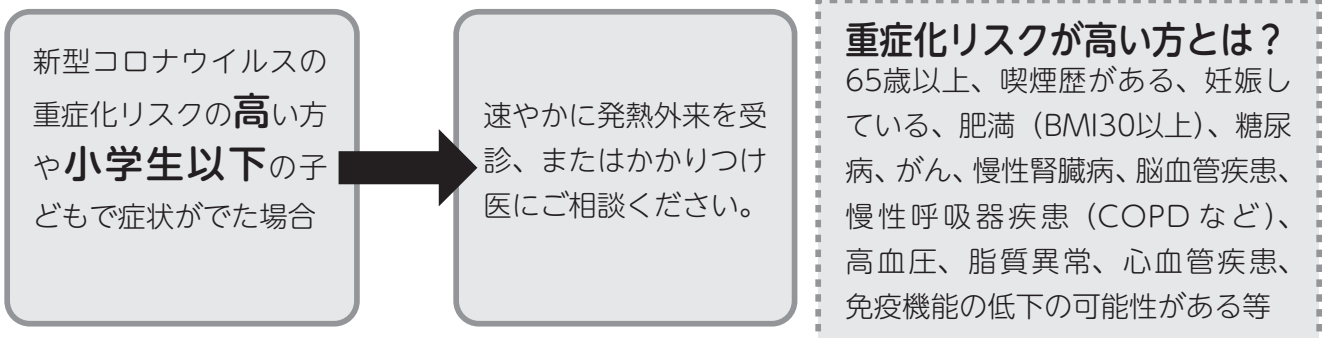 新型コロナウイルスの
重症化リスクの高い方
や小学生以下の子
どもで症状がでた場合
速やかに発熱外来を受
診、またはかかりつけ
医にご相談ください。
重症化リスクが高い方とは?
65歳以上、喫煙歴がある、妊娠し
ている、肥満（BMI30以上）、糖尿
病、がん、慢性腎臓病、脳血管疾患、
慢性呼吸器疾患（COPDなど）、
高血圧、脂質異常、心血管疾患、
免疫機能の低下の可能性がある等